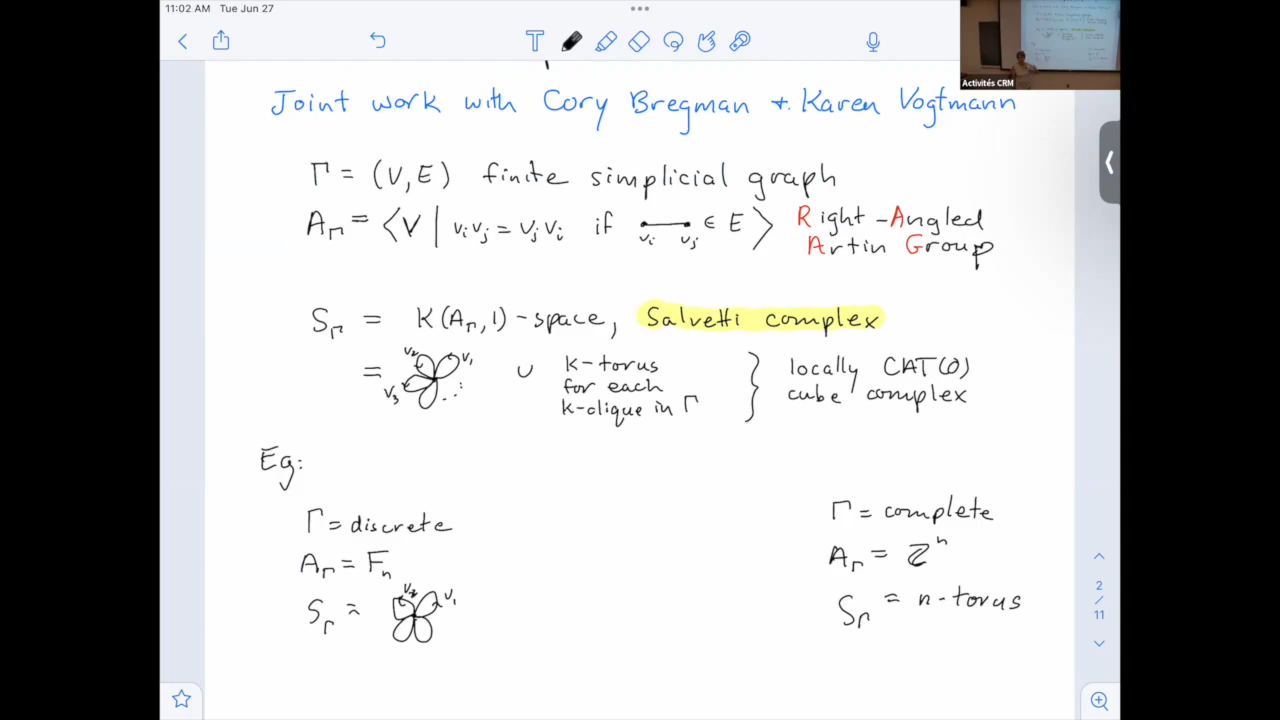 11:02 AM Tue Jun 27
Activités CRM
Joint work with Cory Bregman + Karen Vogtmann
Γ = (V, E) finite simplicial graph
A_Γ = ⟨V | v_i v_j = v_j v_i if v_i v_j ∈ E⟩ Right-Angled
Artin Group
S_Γ = K(A_Γ, 1)-space, Salvetti complex
= v_2 v_1 v_3 ... ∪ k-torus for each k-clique in Γ } locally CAT(0) cube complex
Eg:
Γ = discrete
A_Γ = F_n
S_Γ ≈ v_2 v_1
Γ = complete
A_Γ = ℤ^n
S_Γ = n-torus
2
/
11